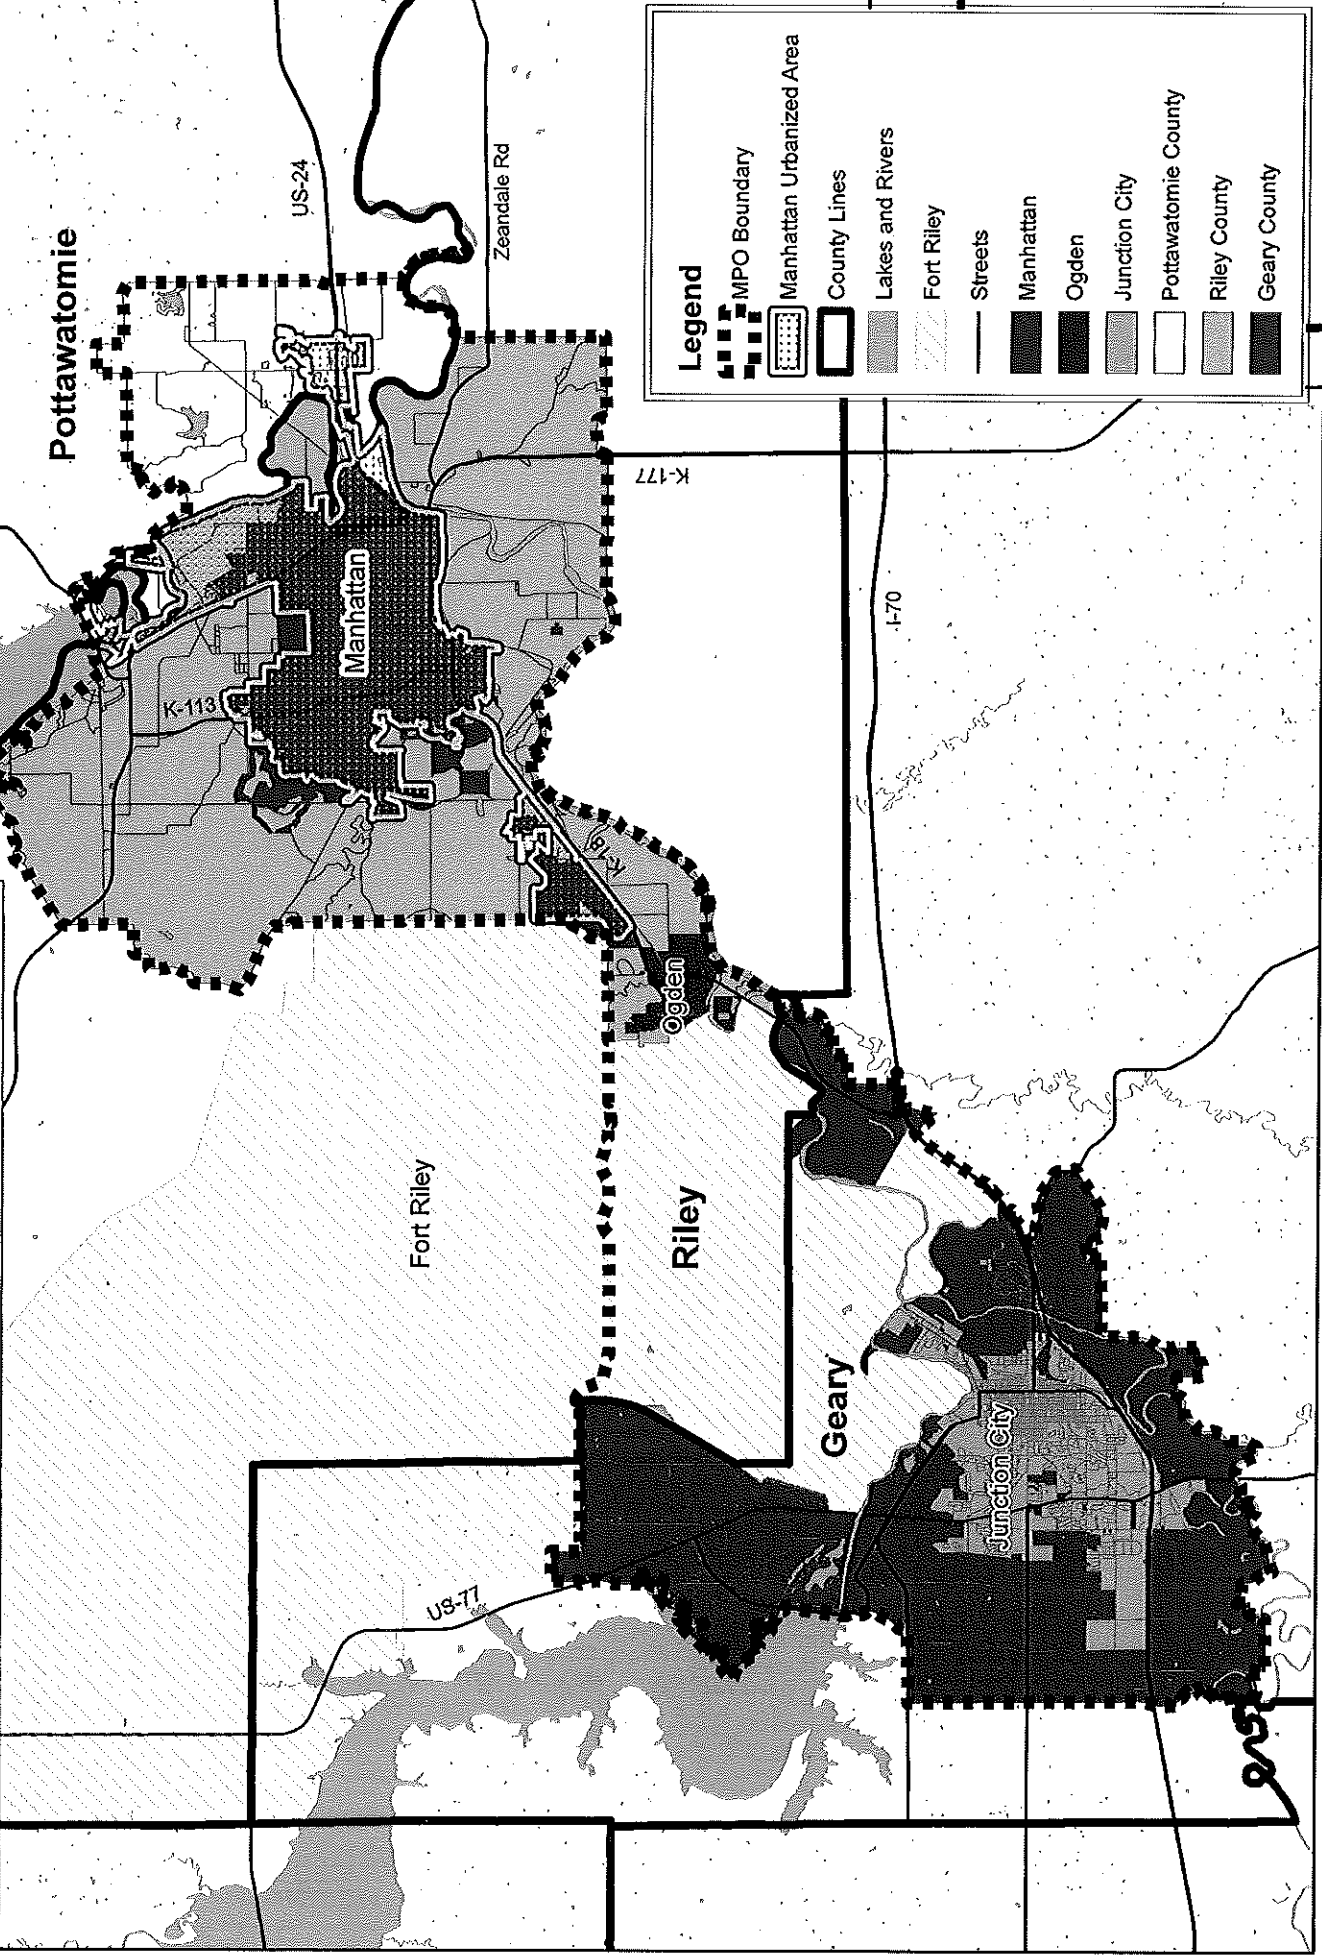 Pottawatomie
US-24
Zeandale Rd
K-177
Manhattan
K-113
I-70
K-18
Ogden
Fort Riley
Riley
Geary
Junction City
US-77
Legend
MPO Boundary
Manhattan Urbanized Area
County Lines
Lakes and Rivers
Fort Riley
Streets
Manhattan
Ogden
Junction City
Pottawatomie County
Riley County
Geary County